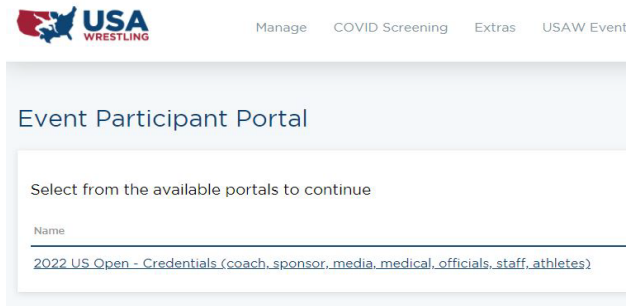 USA
WRESTLING
Manage COVID Screening Extras USAW Event
Event Participant Portal
Select from the available portals to continue
Name
2022 US Open - Credentials (coach, sponsor, media, medical, officials, staff, athletes)